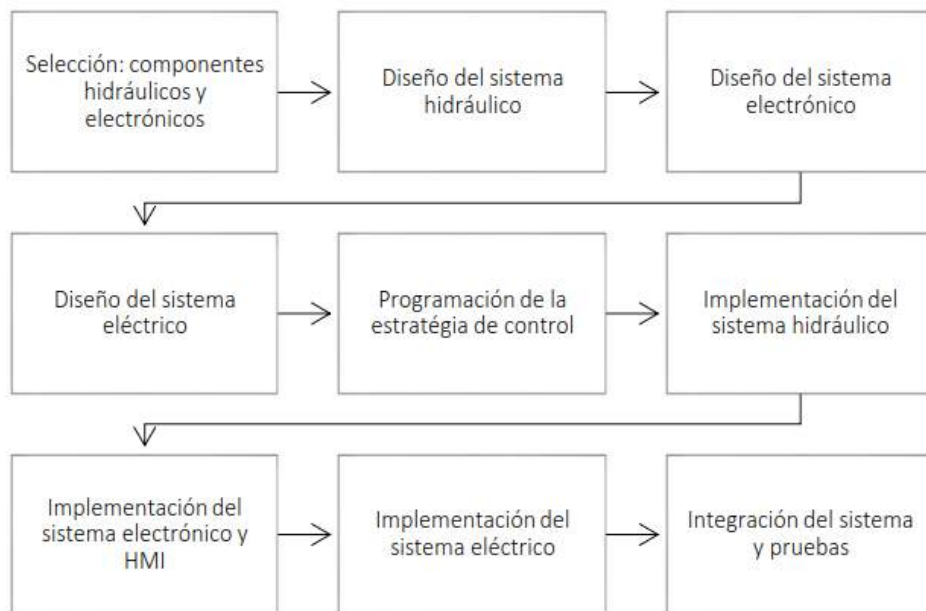 Selección: componentes
hidráulicos y
electrónicos
Diseño del sistema
hidráulico
Diseño del sistema
electrónico
Diseño del sistema
eléctrico
Programación de la
estratégia de control
Implementación del
sistema hidráulico
Implementación del
sistema electrónico y
HMI
Implementación del
sistema eléctrico
Integración del sistema
y pruebas